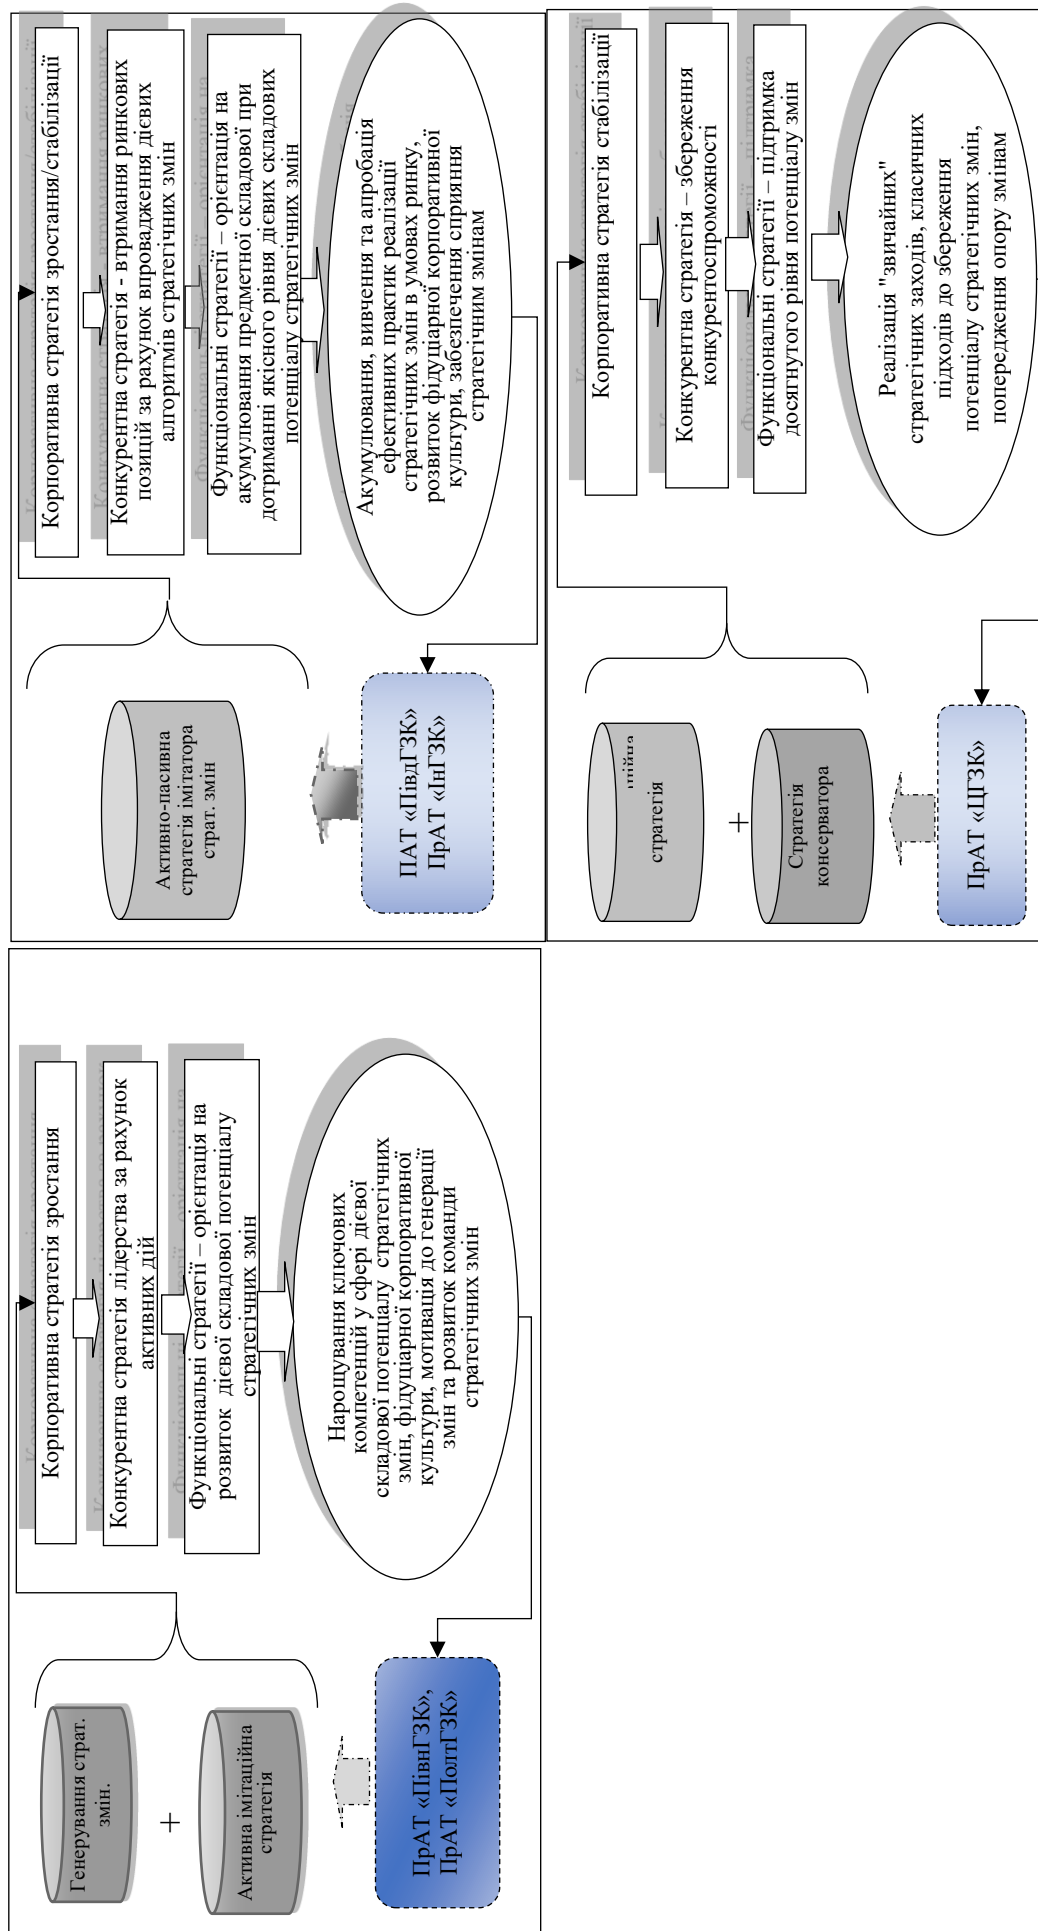 Генерування страт.
змін.
+
Активна імітаційна
стратегія
ПрАТ «ПівнГЗК»,
ПрАТ «ПолтГЗК»
Корпоративна стратегія зростання
Конкурентна стратегія лідерства за рахунок
активних дій
Функціональні стратегії – орієнтація на
розвиток дієвої складової потенціалу
стратегічних змін
Нарощування ключових
компетенцій у сфері дієвої
складової потенціалу стратегічних
змін, фідуціарної корпоративної
культури, мотивація до генерації
змін та розвиток команди
стратегічних змін
Активно-пасивна
стратегія імітатора
страт. змін
ПАТ «ПівдГЗК»
ПрАТ «ІнГЗК»
Корпоративна стратегія зростання/стабілізації
Конкурентна стратегія - втримання ринкових
позицій за рахунок впровадження дієвих
алгоритмів стратегічних змін
Функціональні стратегії – орієнтація на
акумулювання предметної складової при
дотриманні якісного рівня дієвих складових
потенціалу стратегічних змін
Акумулювання, вивчення та апробація
ефективних практик реалізації
стратегічних змін в умовах ринку,
розвиток фідуціарної корпоративної
культури, забезпечення сприяння
стратегічним змінам
стратегія
+
Стратегія
консерватора
ПрАТ «ЦГЗК»
Корпоративна стратегія стабілізації
Конкурентна стратегія – збереження
конкурентоспроможності
Функціональні стратегії – підтримка
досягнутого рівня потенціалу змін
Реалізація "звичайних"
стратегічних заходів, класичних
підходів до збереження
потенціалу стратегічних змін,
попередження опору змінам